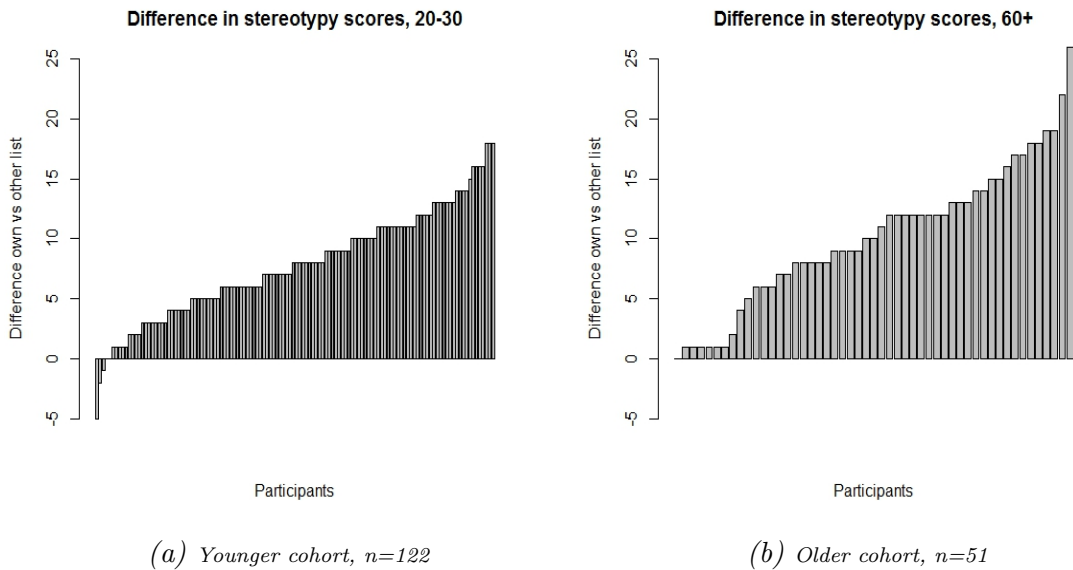 Difference in stereotypy scores, 20-30
Difference own vs other list
25
20
15
10
5
0
-5
Participants
(a) Younger cohort, n=122
Difference in stereotypy scores, 60+
Difference own vs other list
25
20
15
10
5
0
-5
Participants
(b) Older cohort, n=51